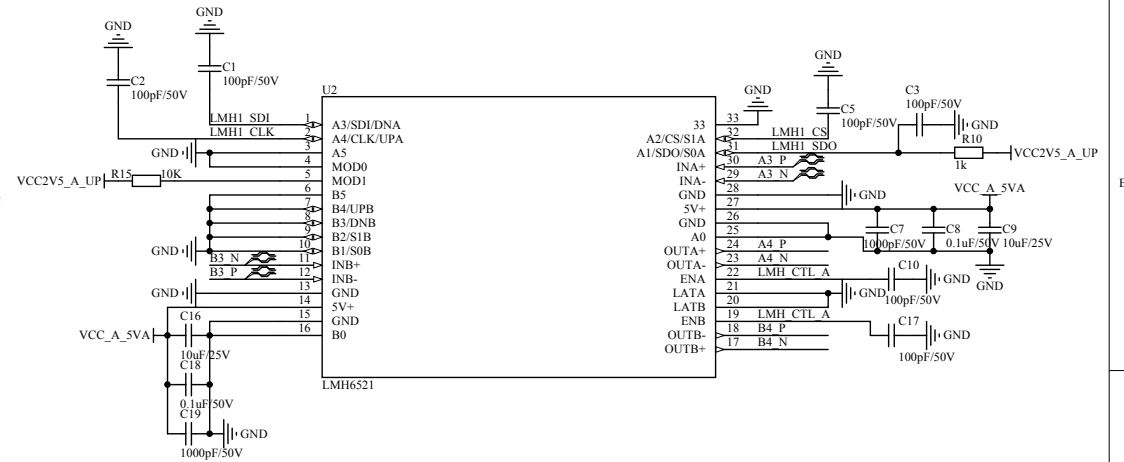 GND
GND
C1
100pF/50V
C2
100pF/50V
U2
LMH1_SDI
1
A3/SDI/DNA
LMH1_CLK
2
A4/CLK/UPA
GND
3
A5
4
MOD0
VCC2V5_A_UP
R15
10K
5
MOD1
6
B5
7
B4/UPB
8
B3/DNB
9
B2/S1B
GND
10
B1/S0B
B3_N
11
INB+
B3_P
12
INB-
GND
13
GND
14
5V+
C16
15
GND
VCC_A_5VA
16
B0
10uF/25V
C18
0.1uF/50V
C19
GND
1000pF/50V
LMH6521
GND
GND
C5
100pF/50V
C3
100pF/50V
GND
33
33
A2/CS/S1A
32
LMH1_CS
A1/SDO/S0A
31
LMH1_SDO
R10
1k
VCC2V5_A_UP
INA+
30
A3_P
INA-
29
A3_N
GND
28
GND
VCC_A_5VA
5V+
27
GND
26
C7
1000pF/50V
C8
0.1uF/50V
C9
10uF/25V
A0
25
OUTA+
24
A4_P
OUTA-
23
A4_N
ENA
22
LMH_CTL_A
C10
100pF/50V
GND
GND
LATA
21
GND
LATB
20
ENB
19
LMH_CTL_A
C17
100pF/50V
GND
OUTB-
18
B4_P
OUTB+
17
B4_N